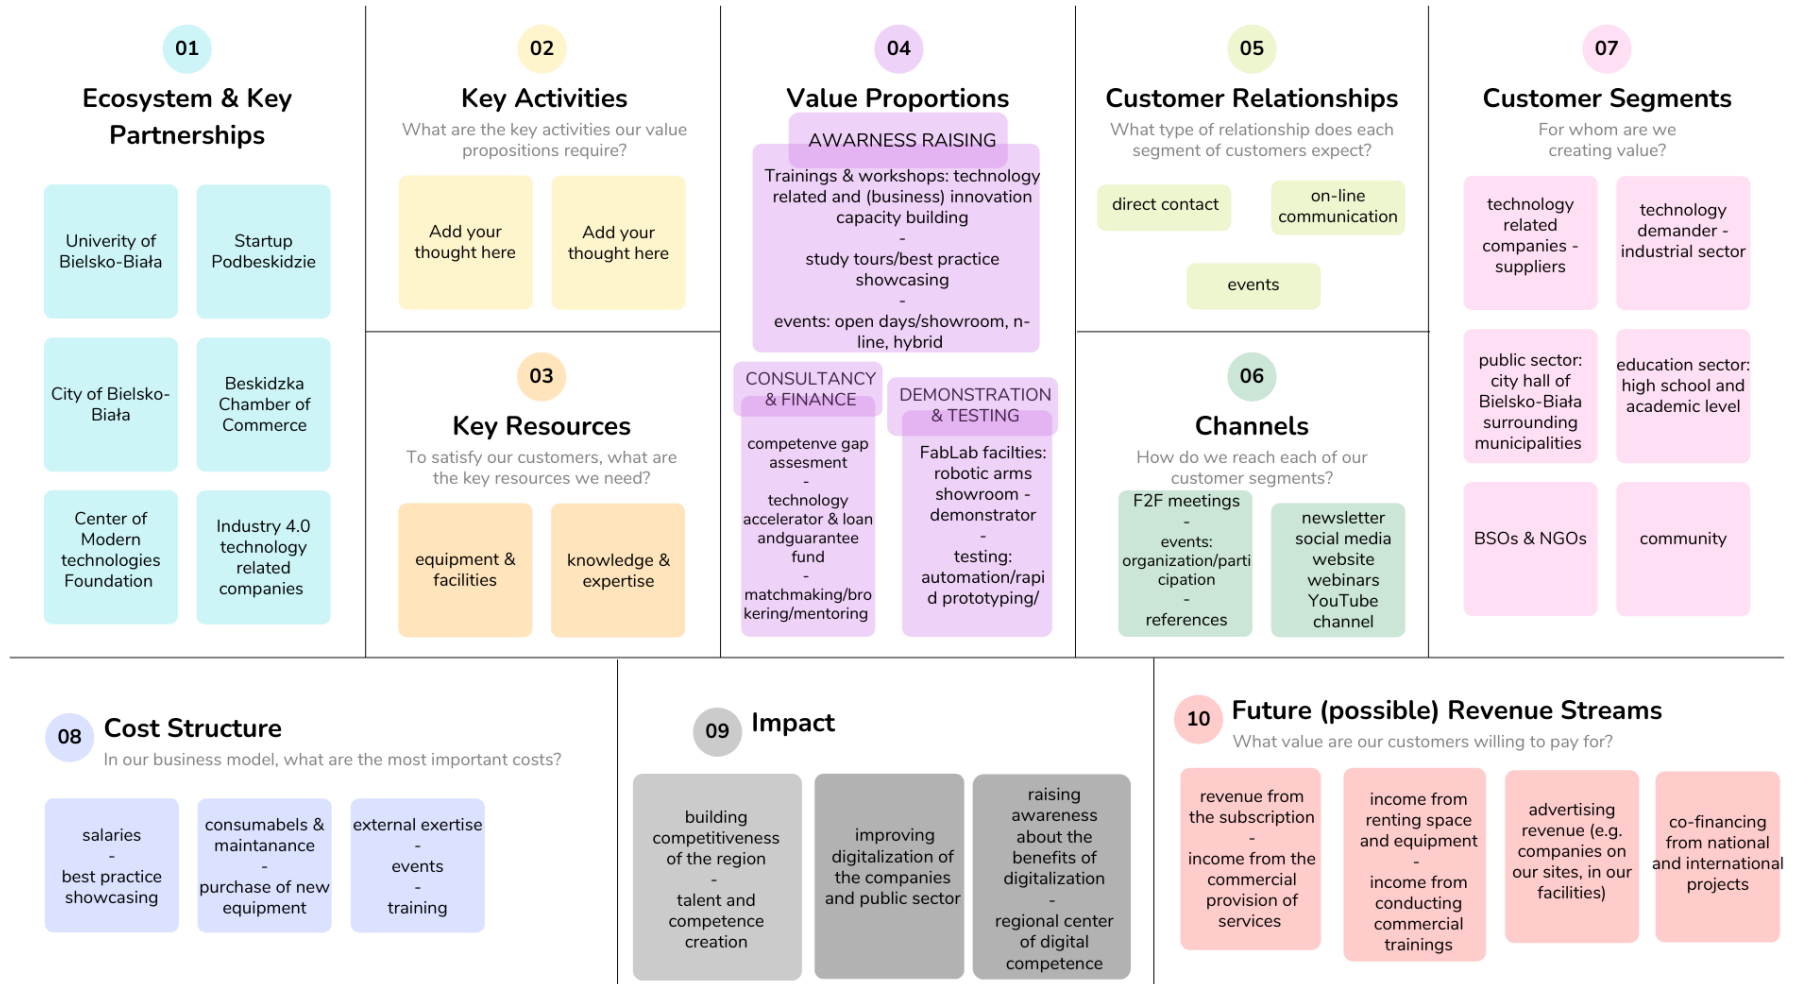 01
Ecosystem & Key
Partnerships
Univerity of
Bielsko-Biała
Startup
Podbeskidzie
City of Bielsko-
Biała
Beskidzka
Chamber of
Commerce
Center of
Modern
technologies
Foundation
Industry 4.0
technology
related
companies
02
Key Activities
What are the key activities our value
propositions require?
Add your
thought here
Add your
thought here
03
Key Resources
To satisfy our customers, what are
the key resources we need?
equipment &
facilities
knowledge &
expertise
04
Value Proportions
AWARNESS RAISING
Trainings & workshops: technology
related and (business) innovation
capacity building
-
study tours/best practice
showcasing
-
events: open days/showroom, n-
line, hybrid
CONSULTANCY
& FINANCE
competenve gap
assesment
-
technology
accelerator & loan
andguarantee
fund
-
matchmaking/bro
kering/mentoring
DEMONSTRATION
& TESTING
FabLab facilties:
robotic arms
showroom -
demonstrator
-
testing:
automation/rapi
d prototyping/
05
Customer Relationships
What type of relationship does each
segment of customers expect?
direct contact
on-line
communication
events
06
Channels
How do we reach each of our
customer segments?
F2F meetings
-
events:
organization/parti
cipation
-
references
newsletter
social media
website
webinars
YouTube
channel
07
Customer Segments
For whom are we
creating value?
technology
related
companies -
suppliers
technology
demander -
industrial sector
public sector:
city hall of
Bielsko-Biała
surrounding
municipalities
education sector:
high school and
academic level
BSOs & NGOs
community
08
Cost Structure
In our business model, what are the most important costs?
salaries
-
best practice
showcasing
consumabels &
maintanance
-
purchase of new
equipment
external exertise
-
events
-
training
09
Impact
building
competitiveness
of the region
-
talent and
competence
creation
improving
digitalization of
the companies
and public sector
raising
awareness
about the
benefits of
digitalization
-
regional center
of digital
competence
10
Future (possible) Revenue Streams
What value are our customers willing to pay for?
revenue from
the subscription
-
income from the
commercial
provision of
services
income from
renting space
and equipment
-
income from
conducting
commercial
trainings
advertising
revenue (e.g.
companies on
our sites, in our
facilities)
co-financing
from national
and international
projects